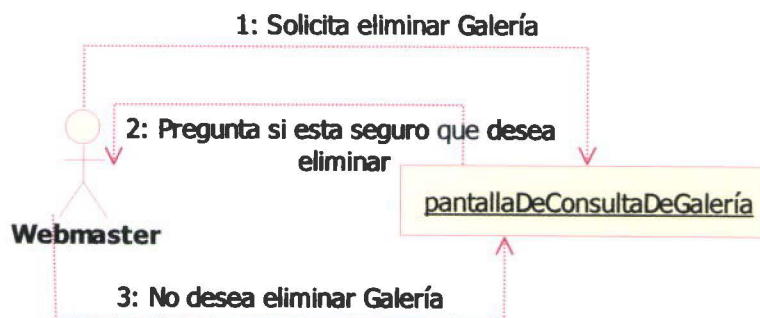 1: Solicita eliminar Galería
2: Pregunta si esta seguro que desea
eliminar
pantallaDeConsultaDeGalería
Webmaster
3: No desea eliminar Galería